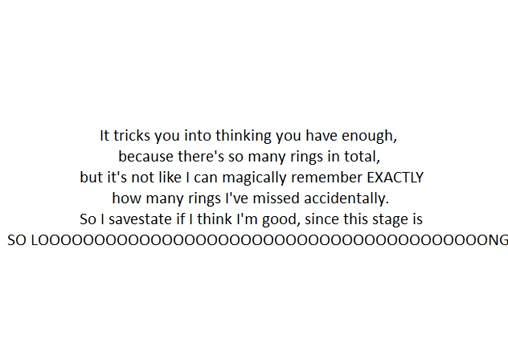 It tricks you into thinking you have enough,
because there's so many rings in total,
but it's not like I can magically remember EXACTLY
how many rings I've missed accidentally.
So I savestate if I think I'm good, since this stage is
SO LOOOOOOOOOOOOOOOOOOOOOOOOOOOOOOOOOOOOOOOONG